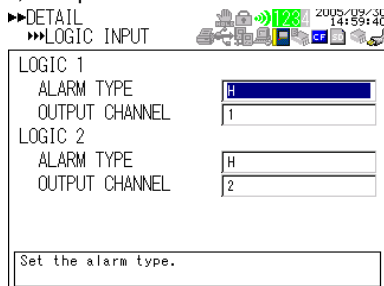 ▸▸DETAIL
1234 2005/09/30
14:59:40
▸▸▸LOGIC INPUT
CF SD
LOGIC 1
ALARM TYPE H
OUTPUT CHANNEL 1
LOGIC 2
ALARM TYPE H
OUTPUT CHANNEL 2
Set the alarm type.